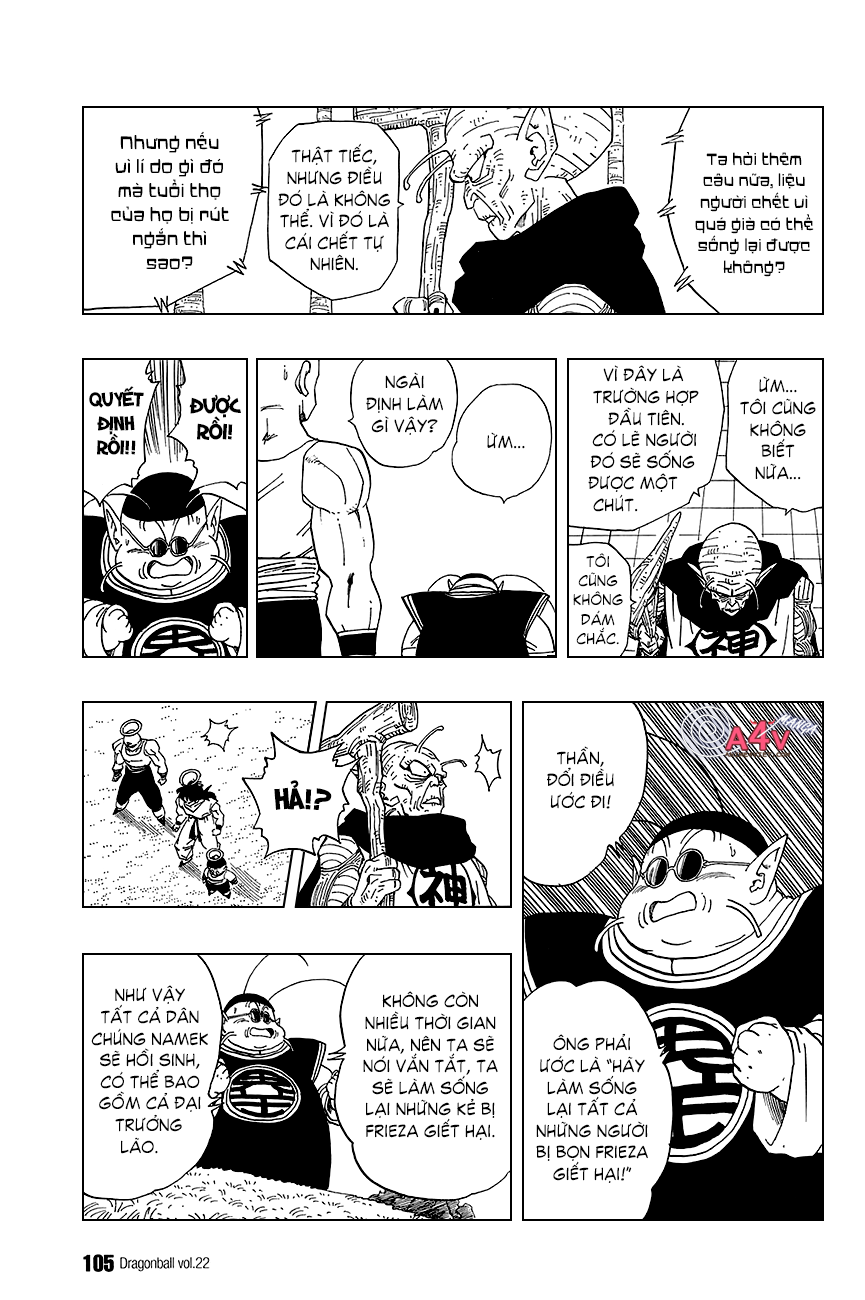 Ta hỏi thêm
câu nữa, liệu
người chết vì
quá già có thể
sống lại được
không?
THẬT TIẾC,
NHƯNG ĐIỀU
ĐÓ LÀ KHÔNG
THỂ. VÌ ĐÓ LÀ
CÁI CHẾT TỰ
NHIÊN.
Nhưng nếu
vì lí do gì đó
mà tuổi thọ
của họ bị rút
ngắn thì
sao?
ỪM...
TÔI CŨNG
KHÔNG
BIẾT
NỮA...
VÌ ĐÂY LÀ
TRƯỜNG HỢP
ĐẦU TIÊN.
CÓ LẼ NGƯỜI
ĐÓ SẼ SỐNG
ĐƯỢC MỘT
CHÚT.
TÔI
CŨNG
KHÔNG
DÁM
CHẮC.
神
ỪM...
NGÀI
ĐỊNH LÀM
GÌ VẬY?
ĐƯỢC
RỒI!
QUYẾT
ĐỊNH
RỒI!!
A4V
MANGA
THẦN,
ĐỔI ĐIỀU
ƯỚC ĐI!
ÔNG PHẢI
ƯỚC LÀ “HÃY
LÀM SỐNG
LẠI TẤT CẢ
NHỮNG NGƯỜI
BỊ BỌN FRIEZA
GIẾT HẠI!”
HẢ!?
神
KHÔNG CÒN
NHIỀU THỜI GIAN
NỮA, NÊN TA SẼ
NÓI VẮN TẮT, TA
SẼ LÀM SỐNG
LẠI NHỮNG KẺ BỊ
FRIEZA GIẾT HẠI.
NHƯ VẬY
TẤT CẢ DÂN
CHÚNG NAMEK
SẼ HỒI SINH,
CÓ THỂ BAO
GỒM CẢ ĐẠI
TRƯỞNG
LÃO.
105 Dragonball vol.22